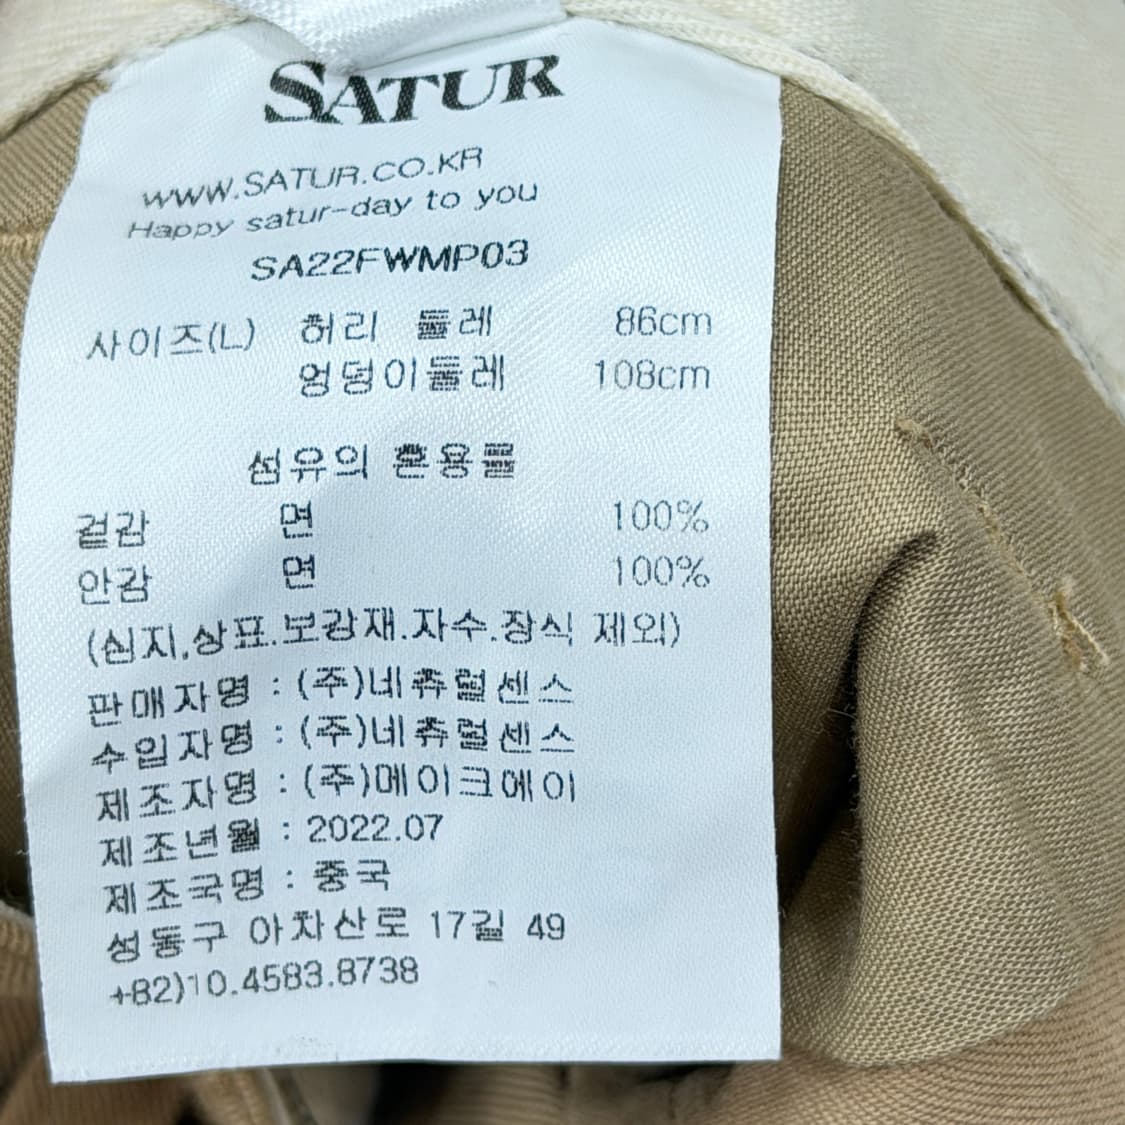 SATUR
WWW.SATUR.CO.KR
Happy satur-day to you
SA22FWMP03
사이즈(L) 허리 둘레 86cm
엉덩이둘레 108cm
섬유의 혼용률
겉감 면 100%
안감 면 100%
(심지,상표.보강재.자수.장식 제외)
판매자명 : (주)네츄럴센스
수입자명 : (주)네츄럴센스
제조자명 : (주)메이크에이
제조년월 : 2022.07
제조국명 : 중국
성동구 아차산로 17길 49
+82)10.4583.8738